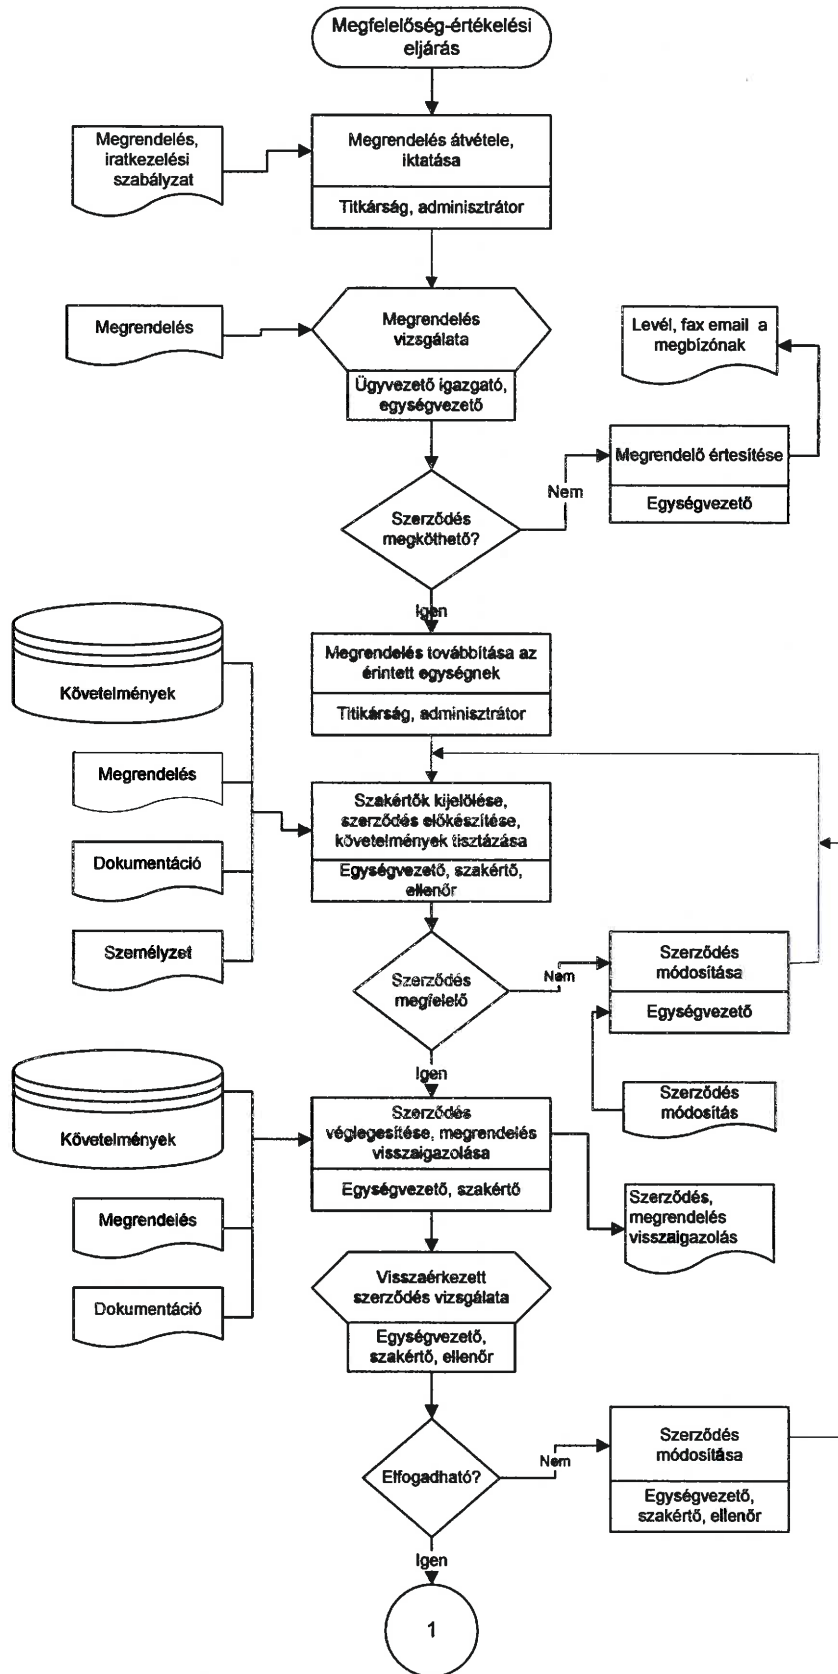 Megfelelőség-értékelési
eljárás
Megrendelés,
iratkezelési
szabályzat
Megrendelés átvétele,
iktatása
Titkárság, adminisztrátor
Megrendelés
Megrendelés
vizsgálata
Ügyvezető igazgató,
egységvezető
Levél, fax email a
megbízónak
Megrendelő értesítése
Egységvezető
Nem
Szerződés
megköthető?
Igen
Megrendelés továbbítása az
érintett egységnek
Titikárság, adminisztrátor
Követelmények
Megrendelés
Dokumentáció
Személyzet
Szakértők kijelölése,
szerződés előkészítése,
követelmények tisztázása
Egységvezető, szakértő,
ellenőr
Szerződés
megfelelő
Nem
Szerződés
módosítása
Egységvezető
Szerződés
módosítás
Igen
Követelmények
Megrendelés
Dokumentáció
Szerződés
véglegesítése, megrendelés
visszaigazolása
Egységvezető, szakértő
Szerződés,
megrendelés
visszaigazolás
Visszaérkezett
szerződés vizsgálata
Egységvezető,
szakértő, ellenőr
Elfogadható?
Nem
Szerződés
módosítása
Egységvezető,
szakértő, ellenőr
Igen
1